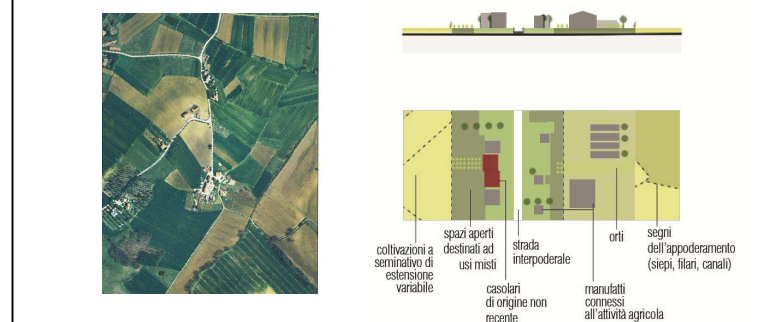 coltivazioni a
seminativo di
estensione
variabile
spazi aperti
destinati ad
usi misti
casolari
di origine non
recente
strada
interpoderale
manufatti
connessi
all'attività agricola
orti
segni
dell'appoderamento
(siepi, filari, canali)